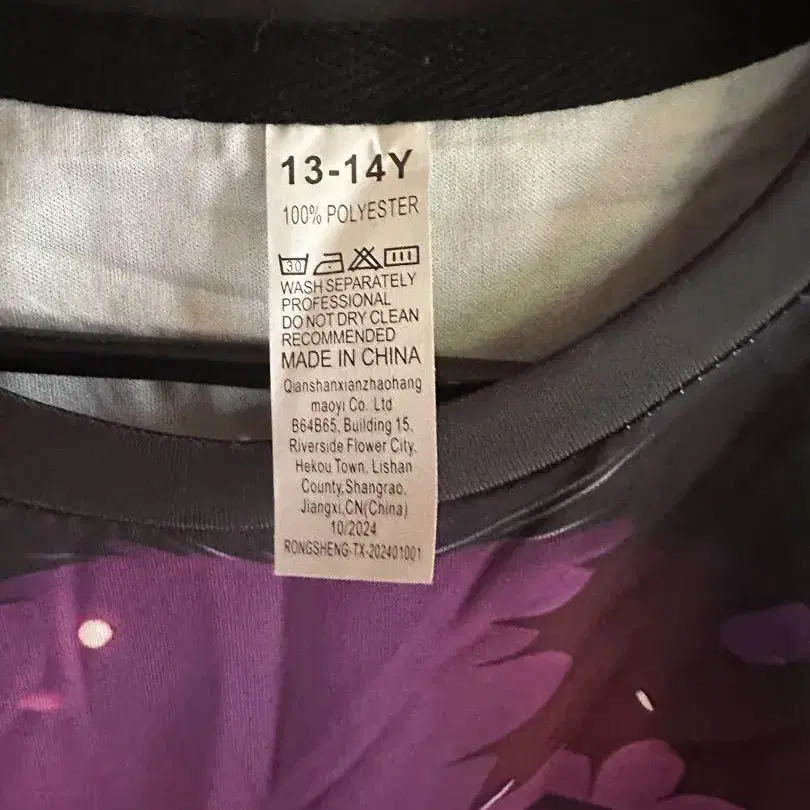 13-14Y
100% POLYESTER
30
WASH SEPARATELY
PROFESSIONAL
DO NOT DRY CLEAN
RECOMMENDED
MADE IN CHINA
Qianshanxianzhaohang
maoyi Co. Ltd
B64B65, Building 15,
Riverside Flower City,
Hekou Town, Lishan
County,Shangrao,
Jiangxi,CN(China)
10/2024
RONGSHENG-TX-202401001